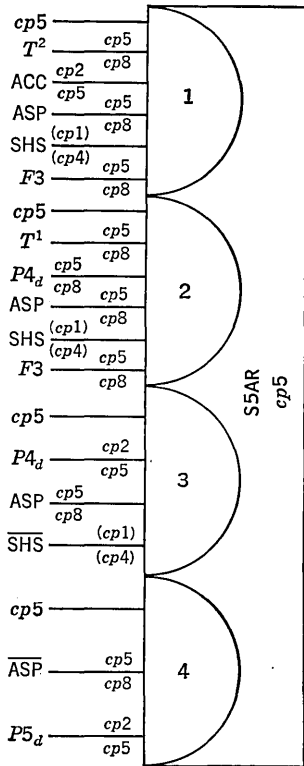 cp5
T² cp5 cp8
ACC cp2 cp5
ASP cp5 cp8
SHS (cp1) (cp4)
F3 cp5 cp8
1
cp5
T¹ cp5 cp8
P4d cp5 cp8
ASP cp5 cp8
SHS (cp1) (cp4)
F3 cp5 cp8
2
S5AR
cp5
cp5
P4d cp2 cp5
ASP cp5 cp8
S̅H̅S̅ (cp1) (cp4)
3
cp5
A̅S̅P̅ cp5 cp8
P5d cp2 cp5
4